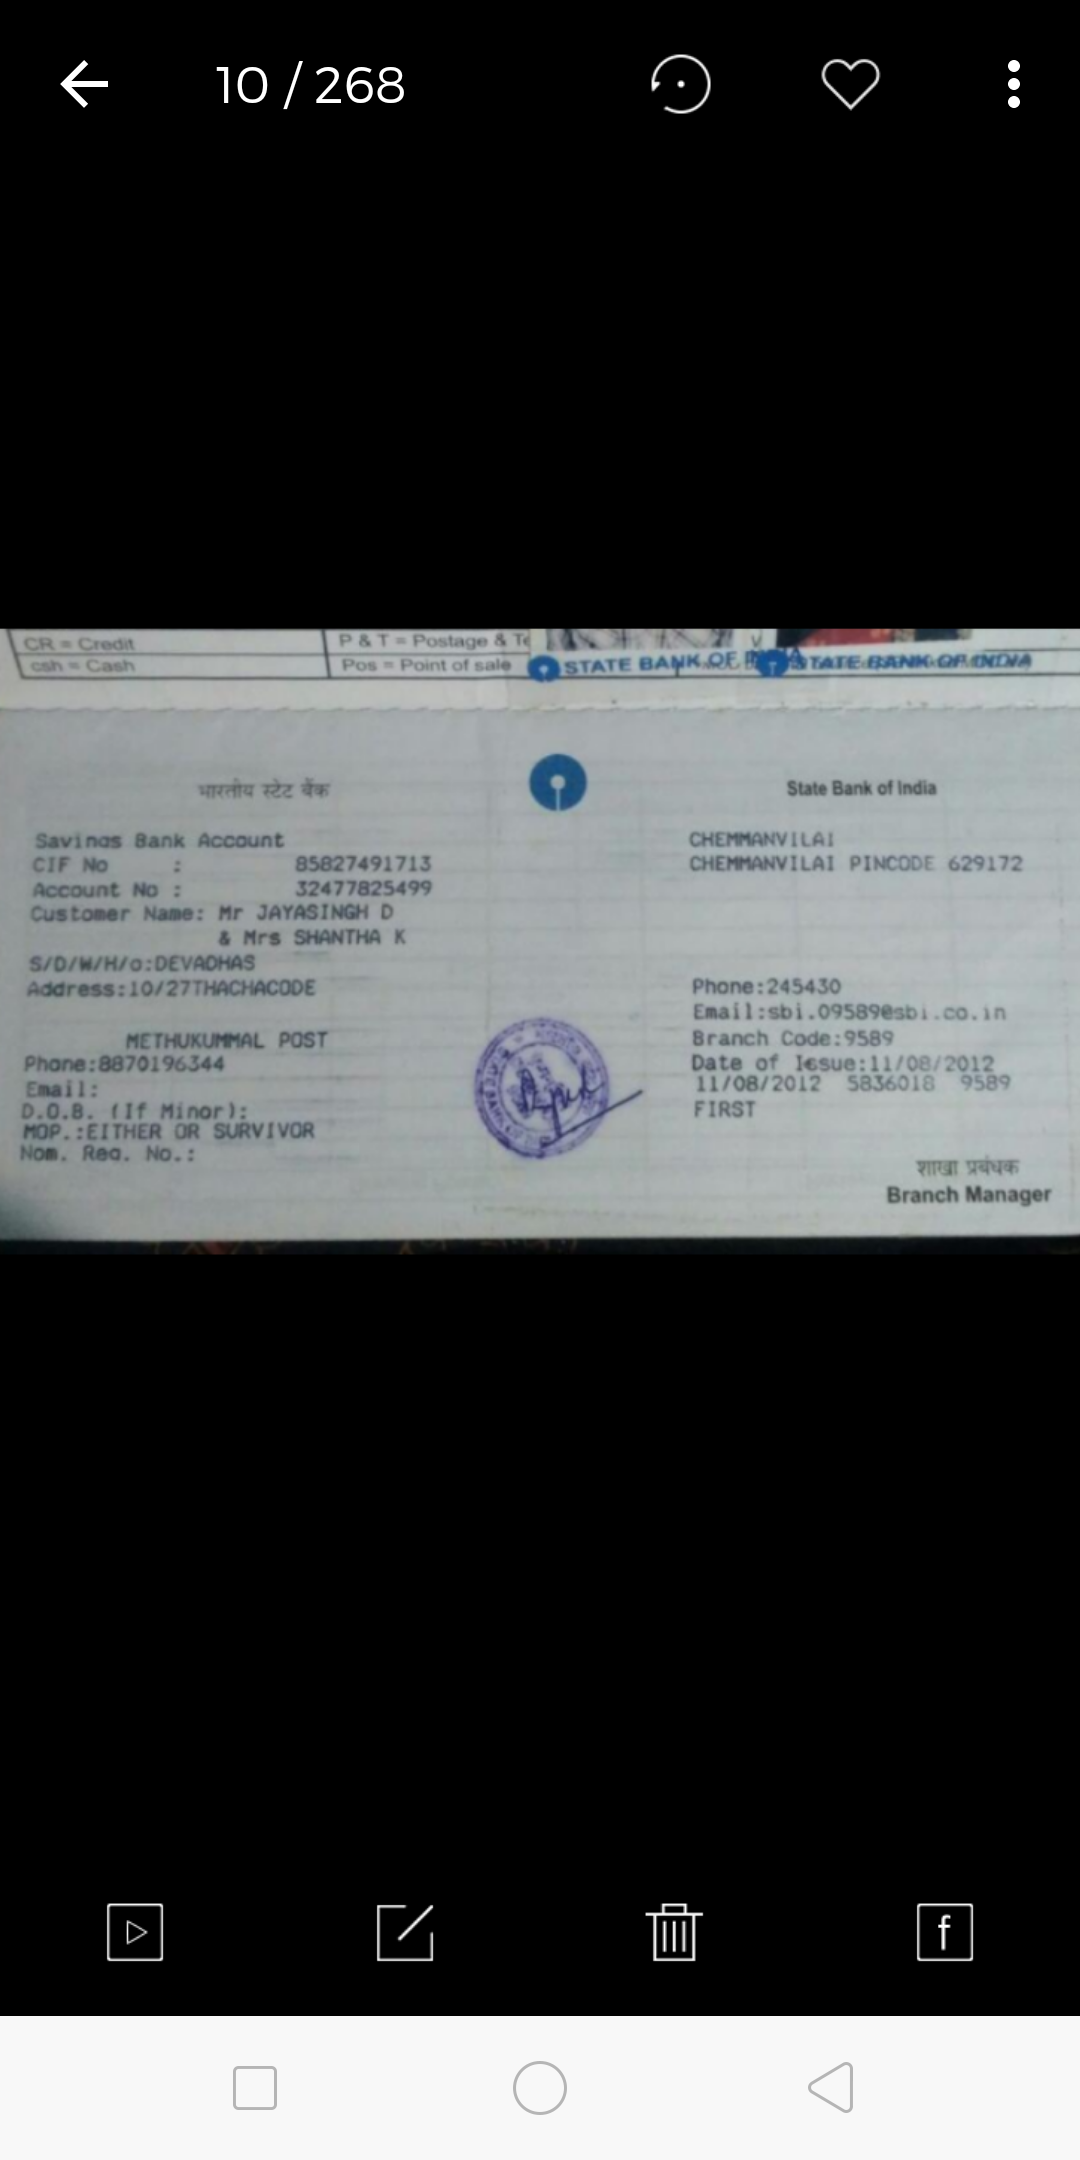 10 / 268
CR = Credit
P & T = Postage & Te
csh = Cash
Pos = Point of sale
STATE BANK OF INDIA
STATE BANK OF INDIA
भारतीय स्टेट बैंक
State Bank of India
Savings Bank Account
CIF No : 85827491713
Account No : 32477825499
Customer Name: Mr JAYASINGH D
& Mrs SHANTHA K
S/D/W/H/o:DEVADHAS
Address:10/27THACHACODE
METHUKUMMAL POST
Phone:8870196344
Email:
D.O.B. (If Minor):
MOP.:EITHER OR SURVIVOR
Nom. Reg. No.:
CHEMMANVILAI
CHEMMANVILAI PINCODE 629172
Phone:245430
Email:sbi.09589@sbi.co.in
Branch Code:9589
Date of Issue:11/08/2012
11/08/2012 5836018 9589
FIRST
शाखा प्रबंधक
Branch Manager
f